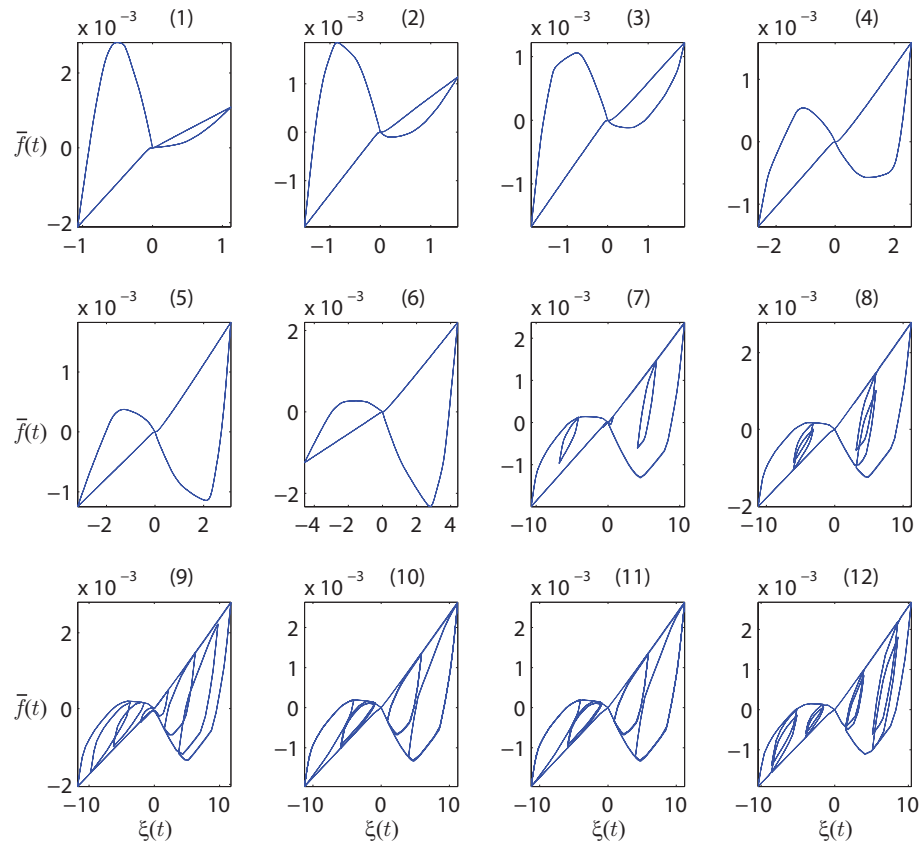 x 10⁻³ (1) x 10⁻³ (2) x 10⁻³ (3) x 10⁻³ (4)
2 1 1 1
f̄(t) 0 0 0 0
−2 −1 −1 −1
−1 0 1 −1 0 1 −1 0 1 −2 0 2
x 10⁻³ (5) x 10⁻³ (6) x 10⁻³ (7) x 10⁻³ (8)
1 2 2 2
f̄(t) 0 0 1 0
−1 −2 0 −2
−1
−2 0 2 −4 −2 0 2 4 −10 0 10 −10 0 10
x 10⁻³ (9) x 10⁻³ (10) x 10⁻³ (11) x 10⁻³ (12)
2 2 2 2
f̄(t) 0 1 1 1
−2 0 0 0
−1 −1 −1
−10 0 10 −10 0 10 −10 0 10 −10 0 10
ξ(t) ξ(t) ξ(t) ξ(t)